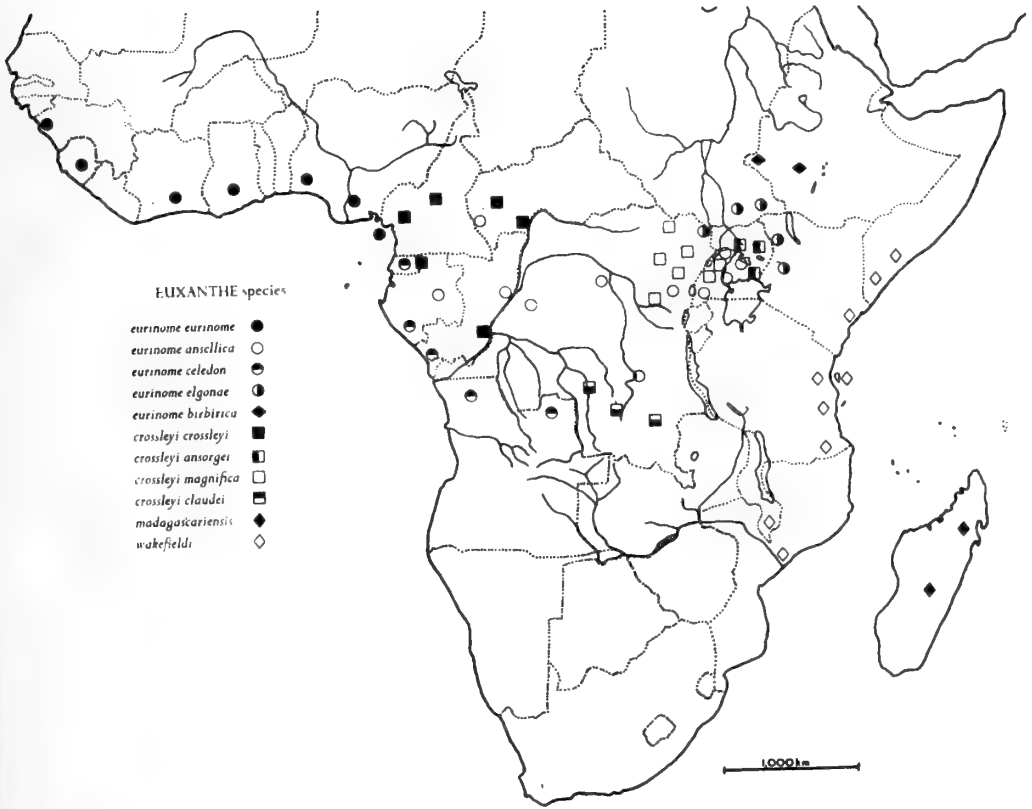 EUXANTHE species
eurinome eurinome
eurinome ansellica
eurinome celedon
eurinome elgonae
eurinome birbirica
crossleyi crossleyi
crossleyi ansorgei
crossleyi magnifica
crossleyi claudei
madagascariensis
wakefieldi
1,000 km